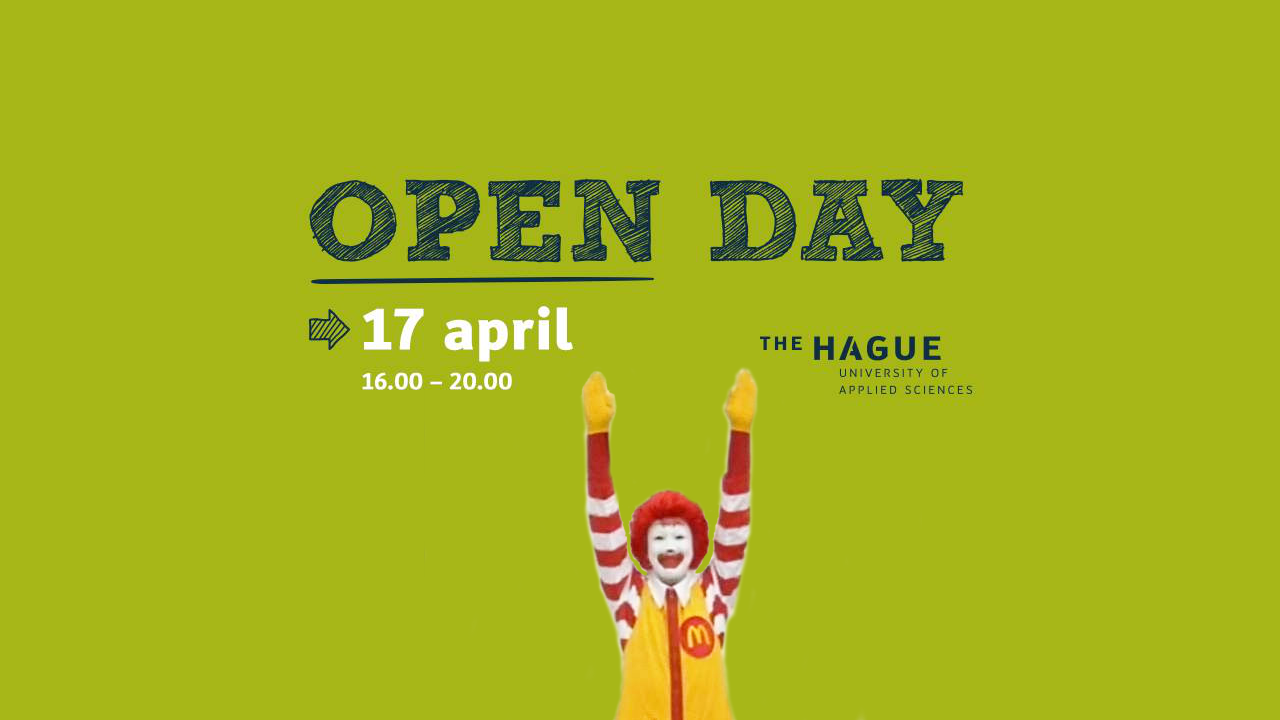 OPEN DAY
17 april
16.00 – 20.00
THE HAGUE
UNIVERSITY OF
APPLIED SCIENCES
M